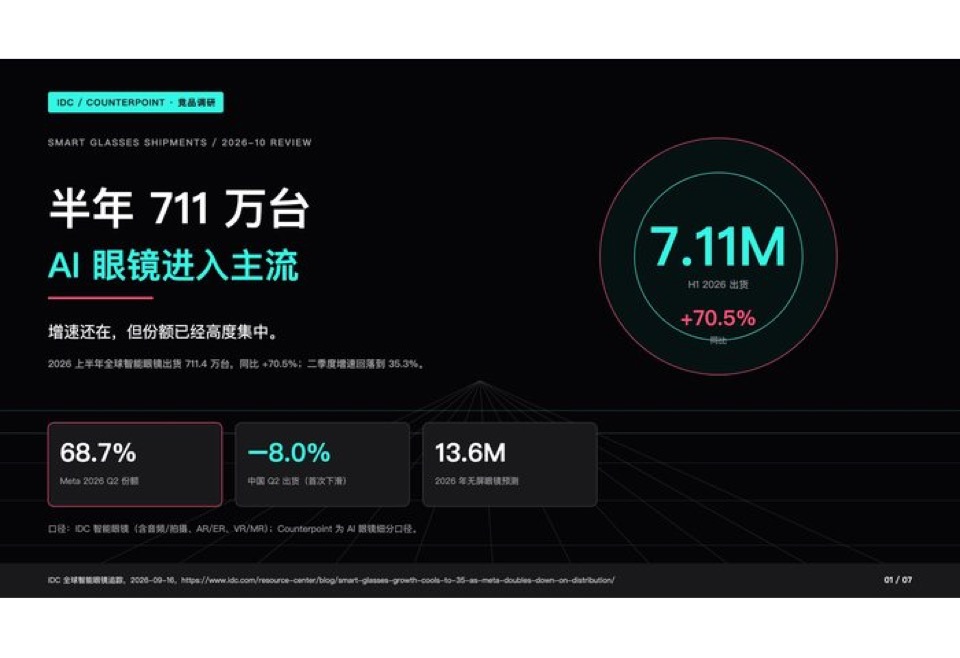 IDC / COUNTERPOINT · 竞品调研
SMART GLASSES SHIPMENTS / 2026-10 REVIEW
半年 711 万台
AI 眼镜进入主流
增速还在，但份额已经高度集中。
2026 上半年全球智能眼镜出货 711.4 万台，同比 +70.5%；二季度增速回落到 35.3%。
7.11M
H1 2026 出货
+70.5%
同比
68.7%
Meta 2026 Q2 份额
—8.0%
中国 Q2 出货（首次下滑）
13.6M
2026 年无屏眼镜预测
口径：IDC 智能眼镜（含音频/拍摄、AR/ER、VR/MR）；Counterpoint 为 AI 眼镜细分口径。
IDC 全球智能眼镜追踪，2026-09-16，https://www.idc.com/resource-center/blog/smart-glasses-growth-cools-to-35-as-meta-doubles-down-on-distribution/
01 / 07